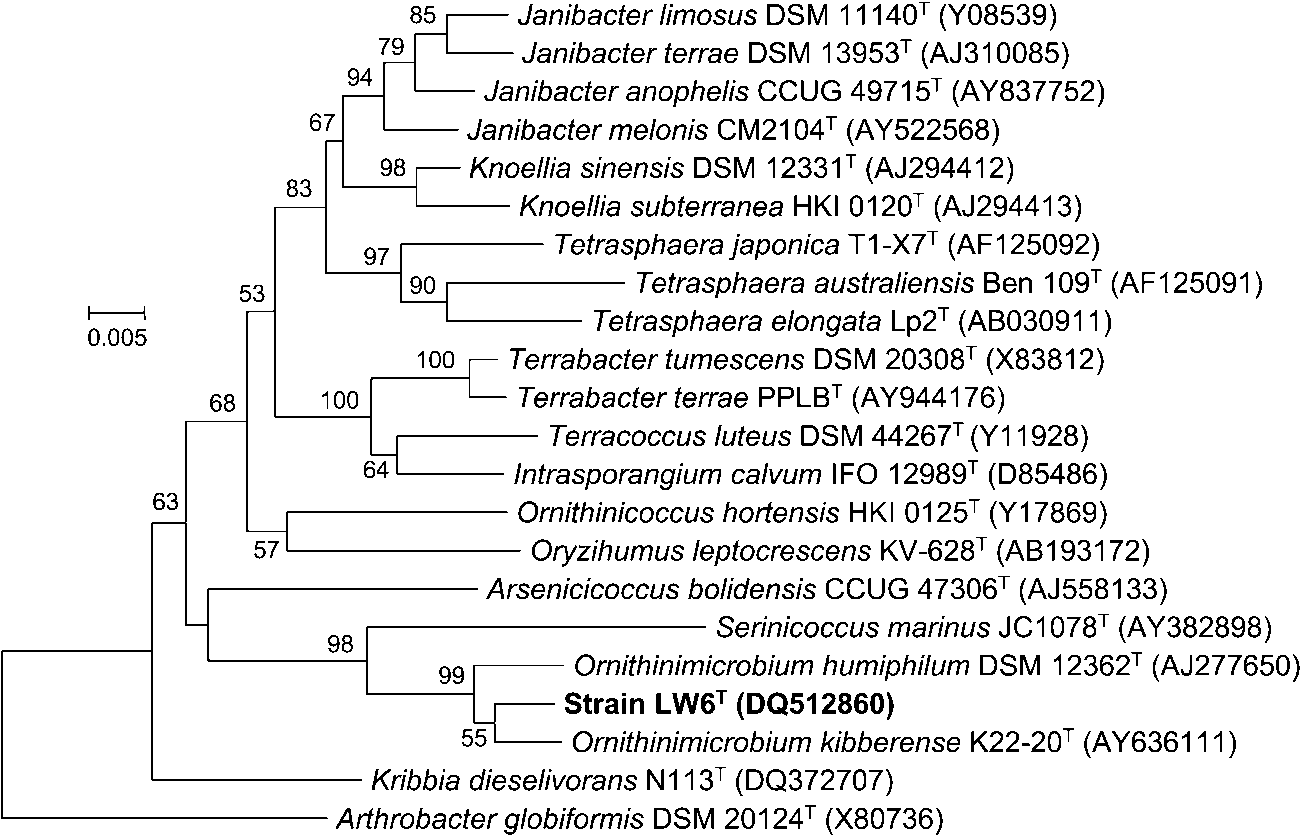 85
Janibacter limosus DSM 11140ᵀ (Y08539)
79
Janibacter terrae DSM 13953ᵀ (AJ310085)
94
Janibacter anophelis CCUG 49715ᵀ (AY837752)
67
Janibacter melonis CM2104ᵀ (AY522568)
98
Knoellia sinensis DSM 12331ᵀ (AJ294412)
83
Knoellia subterranea HKI 0120ᵀ (AJ294413)
97
Tetrasphaera japonica T1-X7ᵀ (AF125092)
90
Tetrasphaera australiensis Ben 109ᵀ (AF125091)
53
Tetrasphaera elongata Lp2ᵀ (AB030911)
0.005
100
Terrabacter tumescens DSM 20308ᵀ (X83812)
100
Terrabacter terrae PPLBᵀ (AY944176)
68
Terracoccus luteus DSM 44267ᵀ (Y11928)
64
Intrasporangium calvum IFO 12989ᵀ (D85486)
63
Ornithinicoccus hortensis HKI 0125ᵀ (Y17869)
57
Oryzihumus leptocrescens KV-628ᵀ (AB193172)
Arsenicicoccus bolidensis CCUG 47306ᵀ (AJ558133)
98
Serinicoccus marinus JC1078ᵀ (AY382898)
99
Ornithinimicrobium humiphilum DSM 12362ᵀ (AJ277650)
Strain LW6ᵀ (DQ512860)
55
Ornithinimicrobium kibberense K22-20ᵀ (AY636111)
Kribbia dieselivorans N113ᵀ (DQ372707)
Arthrobacter globiformis DSM 20124ᵀ (X80736)